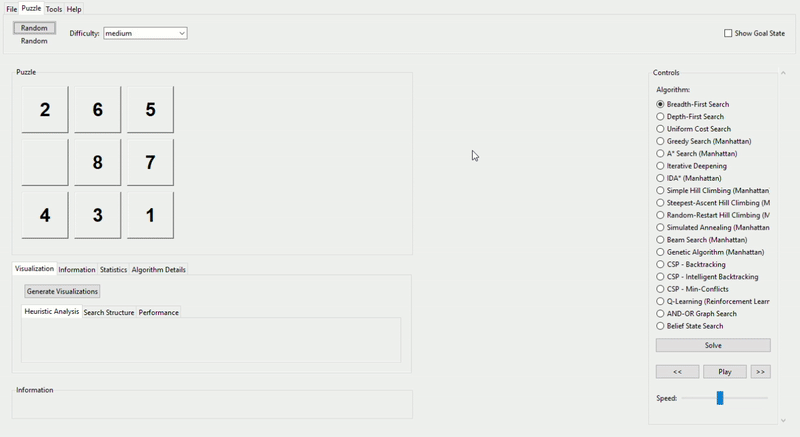 File Puzzle Tools Help
Random
Random
Difficulty: medium
Show Goal State
Puzzle
2 6 5
8 7
4 3 1
Visualization Information Statistics Algorithm Details
Generate Visualizations
Heuristic Analysis Search Structure Performance
Information
Controls
Algorithm:
Breadth-First Search
Depth-First Search
Uniform Cost Search
Greedy Search (Manhattan)
A* Search (Manhattan)
Iterative Deepening
IDA* (Manhattan)
Simple Hill Climbing (Manhattan
Steepest-Ascent Hill Climbing (M
Random-Restart Hill Climbing (M
Simulated Annealing (Manhattan
Beam Search (Manhattan)
Genetic Algorithm (Manhattan)
CSP - Backtracking
CSP - Intelligent Backtracking
CSP - Min-Conflicts
Q-Learning (Reinforcement Learr
AND-OR Graph Search
Belief State Search
Solve
<< Play >>
Speed: